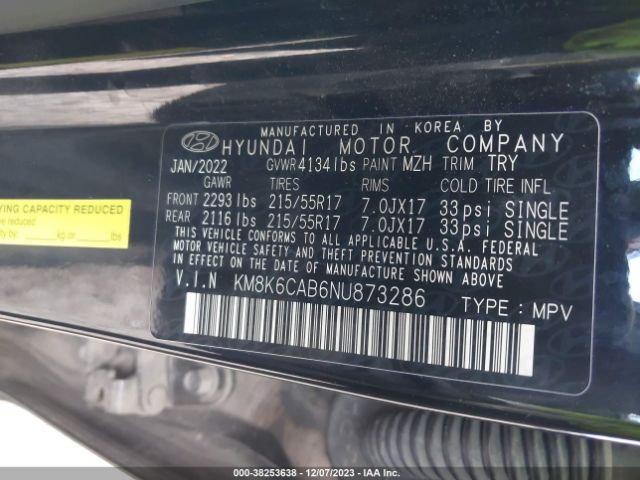 MANUFACTURED IN KOREA BY
HYUNDAI MOTOR COMPANY
JAN/2022 GVWR 4134lbs PAINT MZH TRIM TRY
GAWR TIRES RIMS COLD TIRE INFL
FRONT 2293 lbs 215/55R17 7.0JX17 33psi SINGLE
REAR 2116 lbs 215/55R17 7.0JX17 33psi SINGLE
THIS VEHICLE CONFORMS TO ALL APPLICABLE U.S.A. FEDERAL
MOTOR VEHICLE SAFETY, BUMPER, AND THEFT PREVENTION STANDARDS
IN EFFECT ON THE DATE OF MANUFACTURE SHOWN ABOVE.
V.I.N KM8K6CAB6NU873286 TYPE : MPV
YING CAPACITY REDUCED
e reduced
kg or lbs
000-38253638 - 12/07/2023 - IAA Inc.